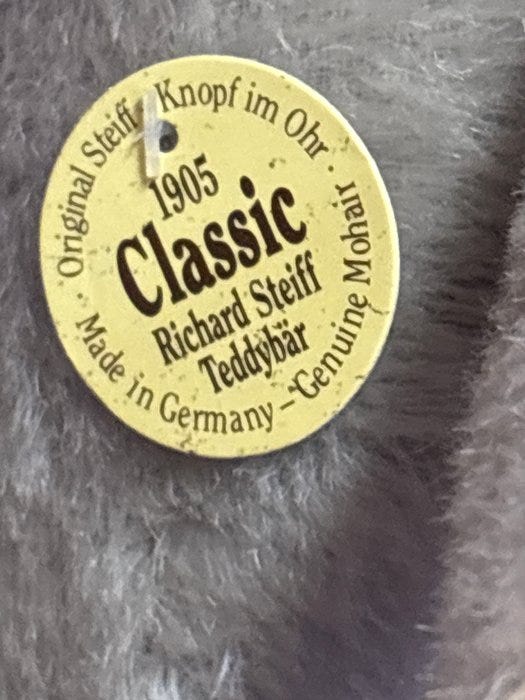 Original Steiff Knopf im Ohr ·
1905
Classic
Richard Steiff
Teddybär
· Made in Germany – Genuine Mohair